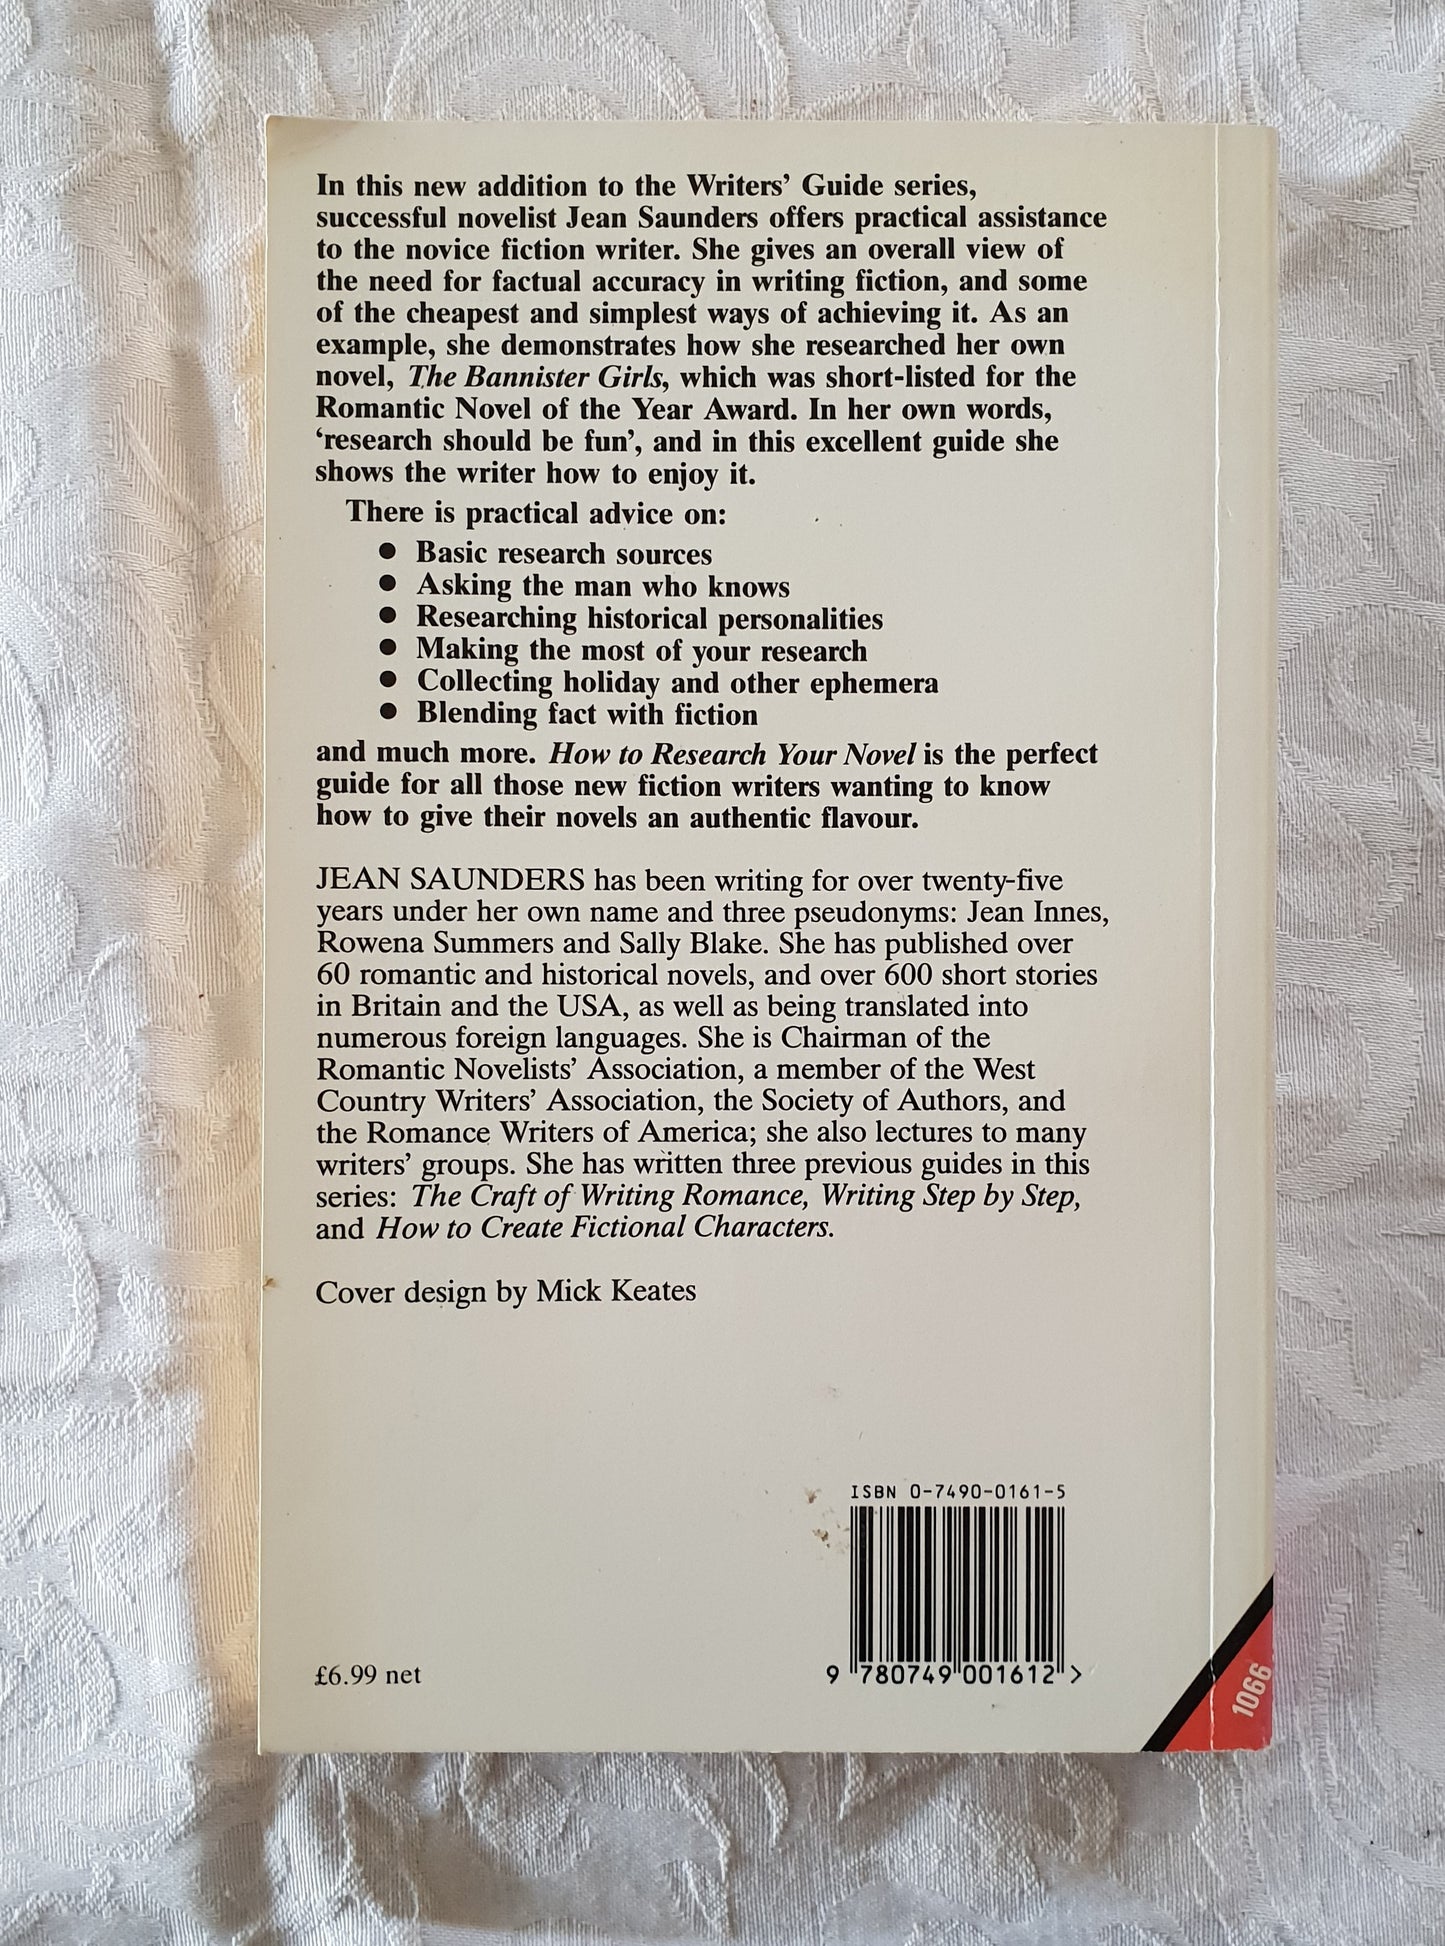 In this new addition to the Writers’ Guide series,
successful novelist Jean Saunders offers practical assistance
to the novice fiction writer. She gives an overall view of
the need for factual accuracy in writing fiction, and some
of the cheapest and simplest ways of achieving it. As an
example, she demonstrates how she researched her own
novel, The Bannister Girls, which was short-listed for the
Romantic Novel of the Year Award. In her own words,
‘research should be fun’, and in this excellent guide she
shows the writer how to enjoy it.
There is practical advice on:
● Basic research sources
● Asking the man who knows
● Researching historical personalities
● Making the most of your research
● Collecting holiday and other ephemera
● Blending fact with fiction
and much more. How to Research Your Novel is the perfect
guide for all those new fiction writers wanting to know
how to give their novels an authentic flavour.
JEAN SAUNDERS has been writing for over twenty-five
years under her own name and three pseudonyms: Jean Innes,
Rowena Summers and Sally Blake. She has published over
60 romantic and historical novels, and over 600 short stories
in Britain and the USA, as well as being translated into
numerous foreign languages. She is Chairman of the
Romantic Novelists’ Association, a member of the West
Country Writers’ Association, the Society of Authors, and
the Romance Writers of America; she also lectures to many
writers’ groups. She has written three previous guides in this
series: The Craft of Writing Romance, Writing Step by Step,
and How to Create Fictional Characters.
Cover design by Mick Keates
ISBN 0-7490-0161-5
9 780749 001612 >
£6.99 net
1066